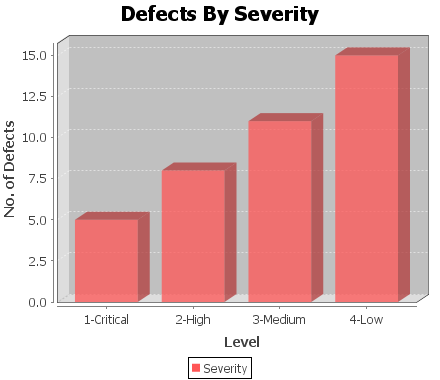 Defects By Severity
15.0
12.5
10.0
7.5
5.0
2.5
0.0
No. of Defects
1-Critical 2-High 3-Medium 4-Low
Level
Severity